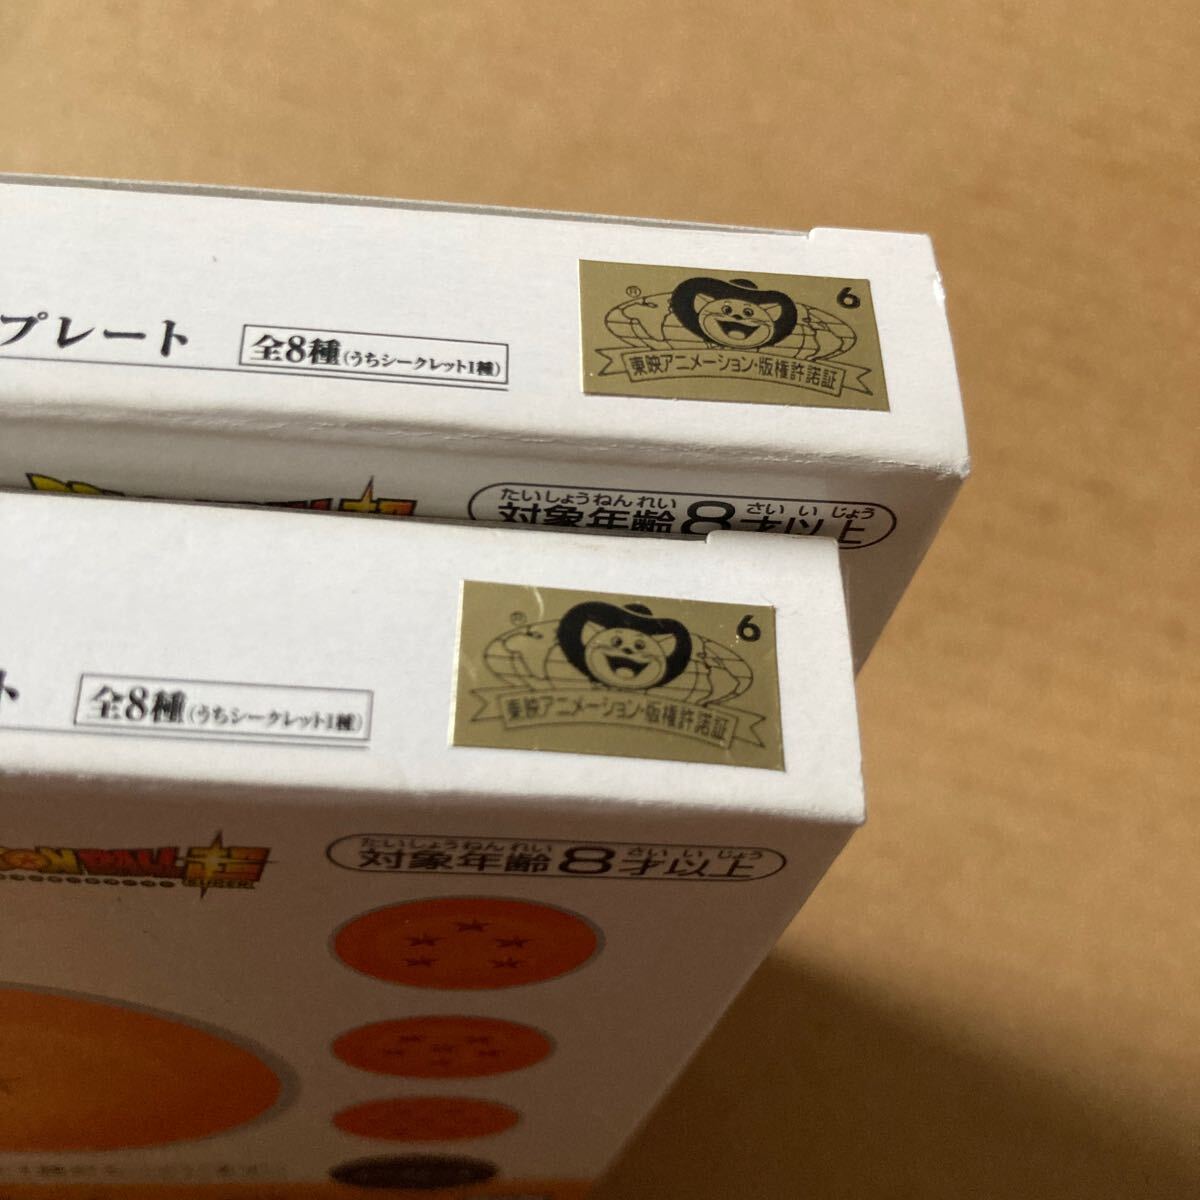 プレート
全8種(うちシークレット1種)
®
6
東映アニメーション・版権許諾証
たいしょうねんれい さい いじょう
対象年齢8才以上
超
ト
全8種(うちシークレット1種)
®
6
東映アニメーション・版権許諾証
BALL 超
SUPER
たいしょうねんれい さい いじょう
対象年齢8才以上